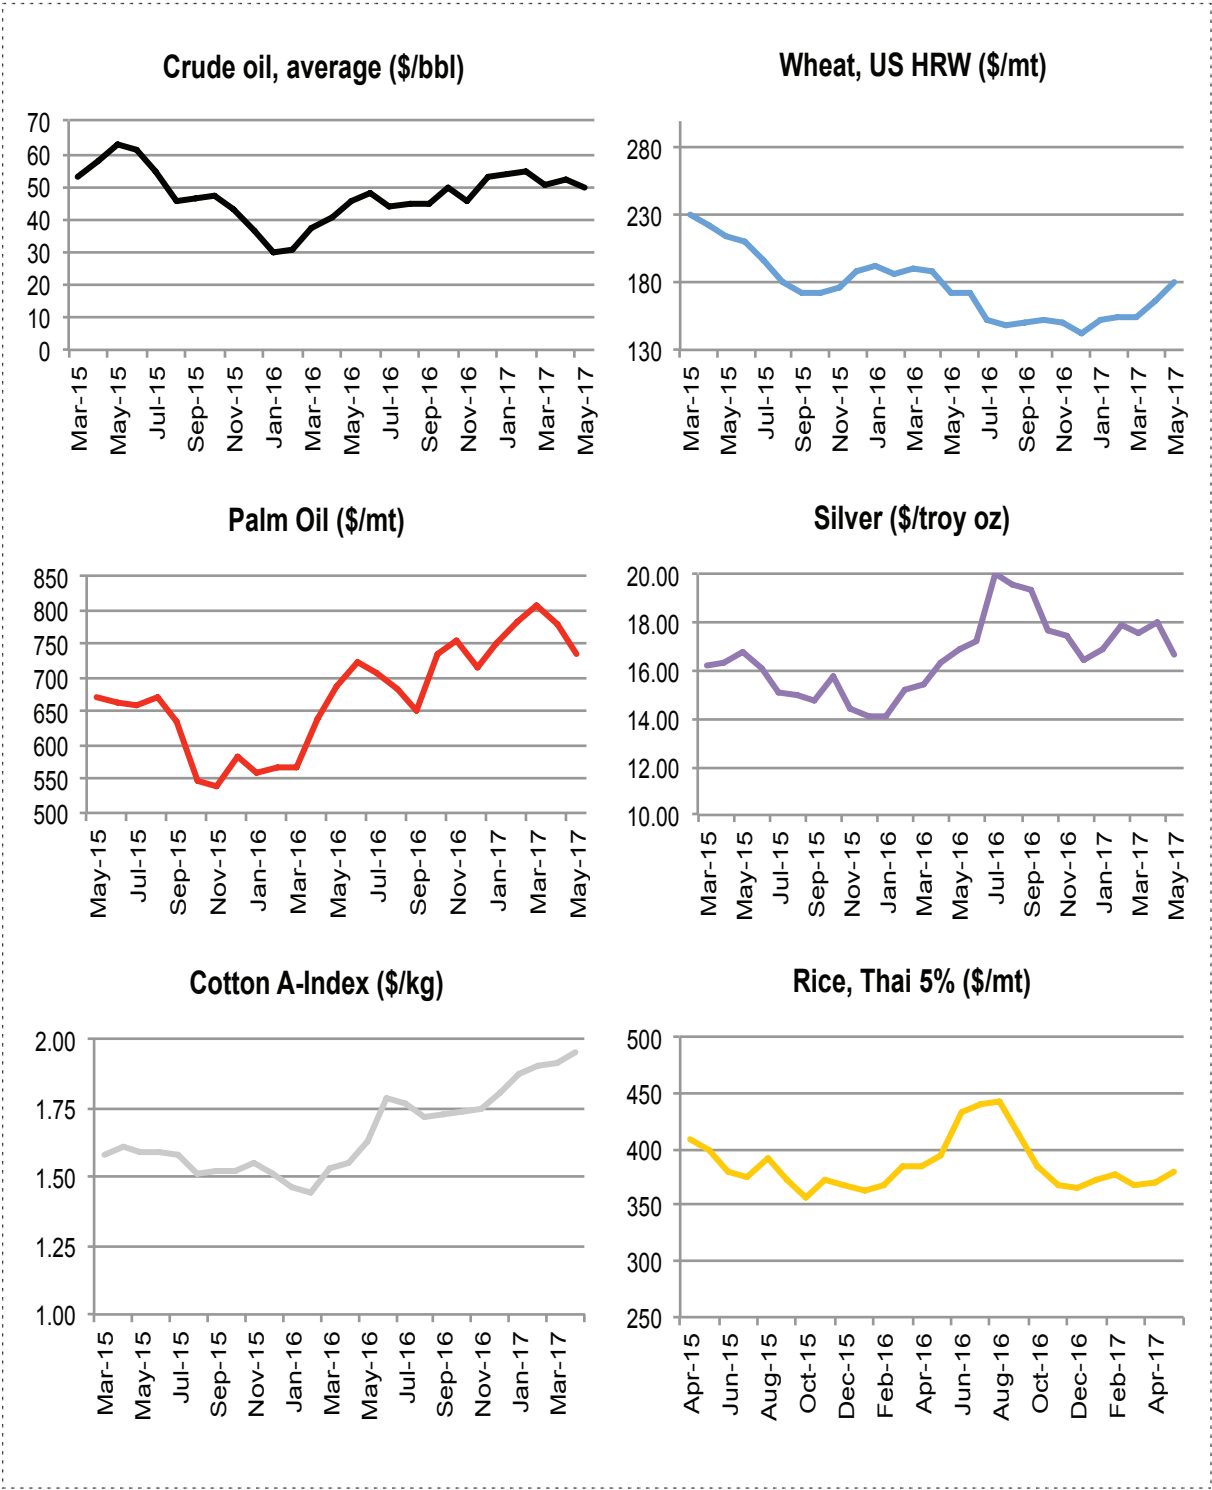 Crude oil, average ($/bbl)
70
60
50
40
30
20
10
0
Mar-15
May-15
Jul-15
Sep-15
Nov-15
Jan-16
Mar-16
May-16
Jul-16
Sep-16
Nov-16
Jan-17
Mar-17
May-17
Wheat, US HRW ($/mt)
280
230
180
130
Mar-15
May-15
Jul-15
Sep-15
Nov-15
Jan-16
Mar-16
May-16
Jul-16
Sep-16
Nov-16
Jan-17
Mar-17
May-17
Palm Oil ($/mt)
850
800
750
700
650
600
550
500
May-15
Jul-15
Sep-15
Nov-15
Jan-16
Mar-16
May-16
Jul-16
Sep-16
Nov-16
Jan-17
Mar-17
May-17
Silver ($/troy oz)
20.00
18.00
16.00
14.00
12.00
10.00
Mar-15
May-15
Jul-15
Sep-15
Nov-15
Jan-16
Mar-16
May-16
Jul-16
Sep-16
Nov-16
Jan-17
Mar-17
May-17
Cotton A-Index ($/kg)
2.00
1.75
1.50
1.25
1.00
Mar-15
May-15
Jul-15
Sep-15
Nov-15
Jan-16
Mar-16
May-16
Jul-16
Sep-16
Nov-16
Jan-17
Mar-17
Rice, Thai 5% ($/mt)
500
450
400
350
300
250
Apr-15
Jun-15
Aug-15
Oct-15
Dec-15
Feb-16
Apr-16
Jun-16
Aug-16
Oct-16
Dec-16
Feb-17
Apr-17